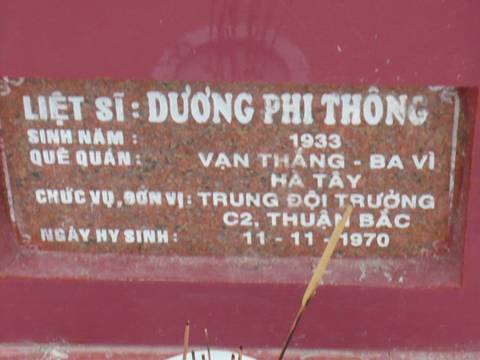 LIỆT SĨ: DƯƠNG PHI THÔNG
SINH NĂM : 1933
QUÊ QUÁN : VẠN THẮNG - BA VÌ
HÀ TÂY
CHỨC VỤ, ĐƠN VỊ: TRUNG ĐỘI TRƯỞNG
C2, THUẬN BẮC
NGÀY HY SINH : 11 - 11 - 1970